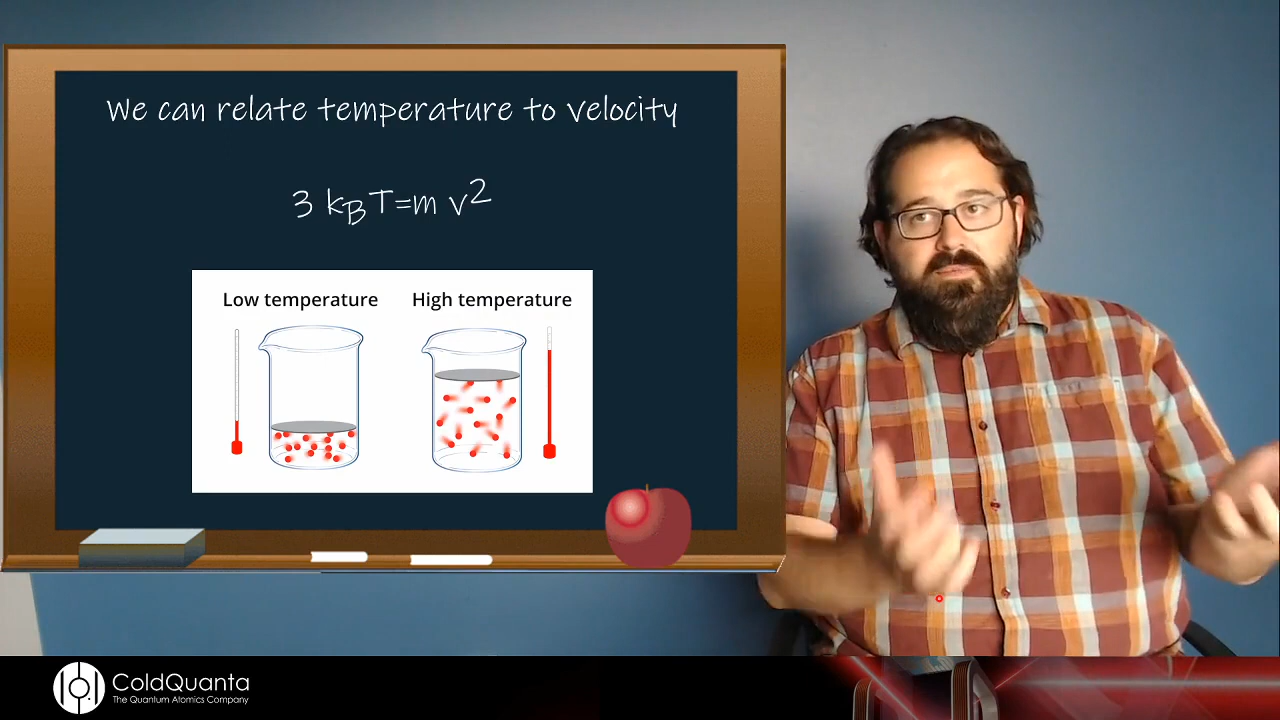 We can relate temperature to velocity
3 kBT=m v2
Low temperature
High temperature
ColdQuanta
The Quantum Atomics Company